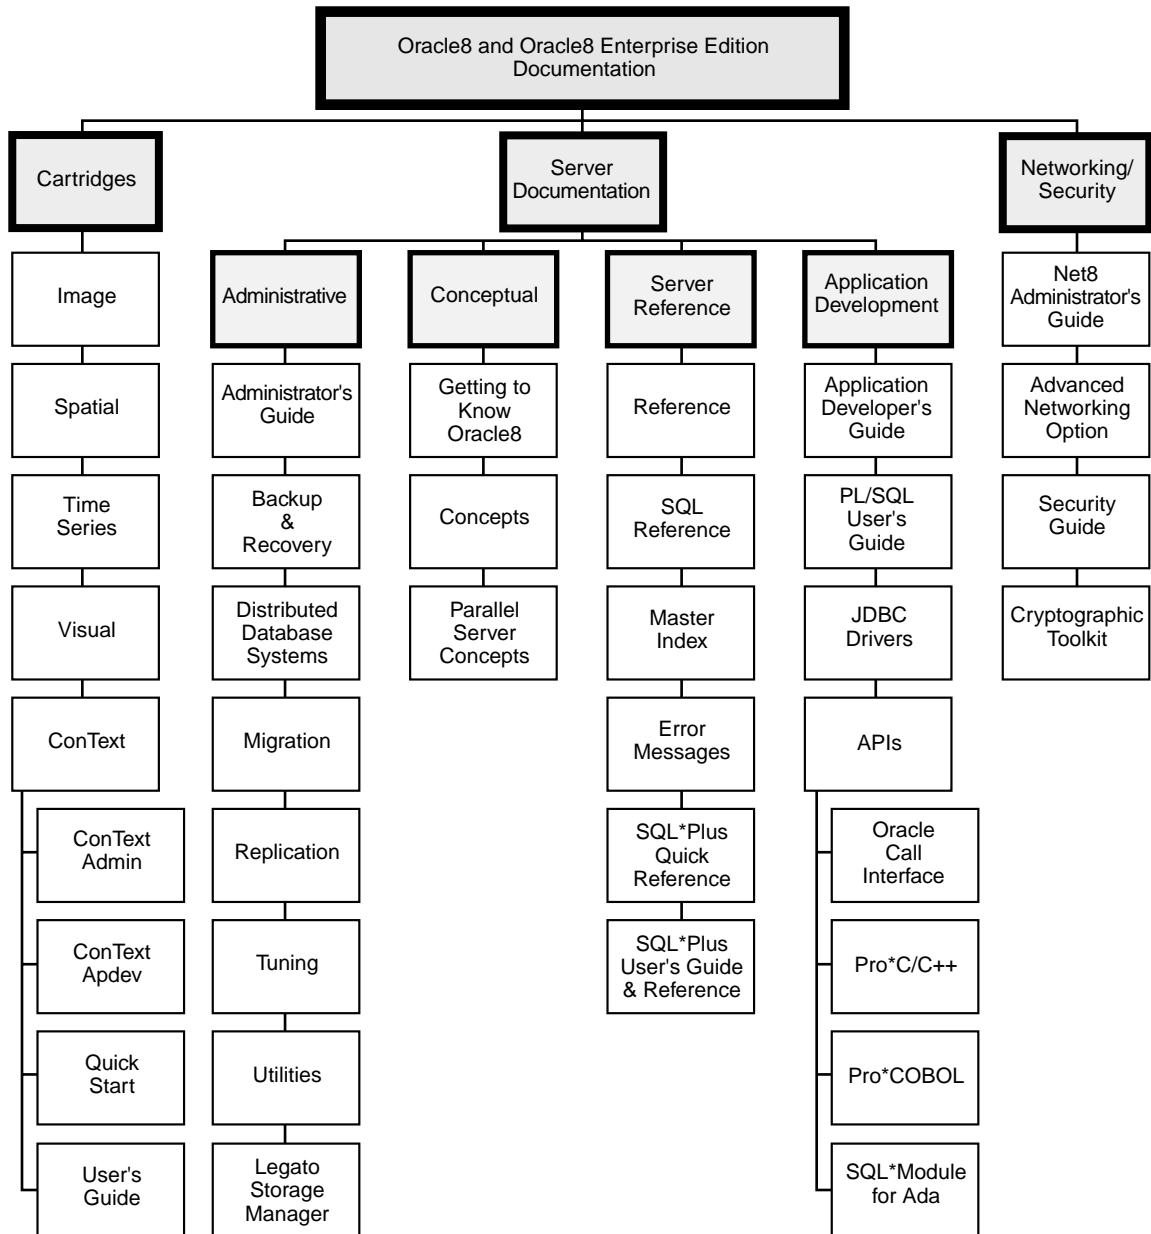 Oracle8 and Oracle8 Enterprise Edition
Documentation
Cartridges
Server
Documentation
Networking/
Security
Image
Spatial
Time
Series
Visual
ConText
ConText
Admin
ConText
Apdev
Quick
Start
User's
Guide
Administrative
Administrator's
Guide
Backup
&
Recovery
Distributed
Database
Systems
Migration
Replication
Tuning
Utilities
Legato
Storage
Manager
Conceptual
Getting to
Know
Oracle8
Concepts
Parallel
Server
Concepts
Server
Reference
Reference
SQL
Reference
Master
Index
Error
Messages
SQL*Plus
Quick
Reference
SQL*Plus
User's Guide
& Reference
Application
Development
Application
Developer's
Guide
PL/SQL
User's
Guide
JDBC
Drivers
APIs
Oracle
Call
Interface
Pro*C/C++
Pro*COBOL
SQL*Module
for Ada
Net8
Administrator's
Guide
Advanced
Networking
Option
Security
Guide
Cryptographic
Toolkit